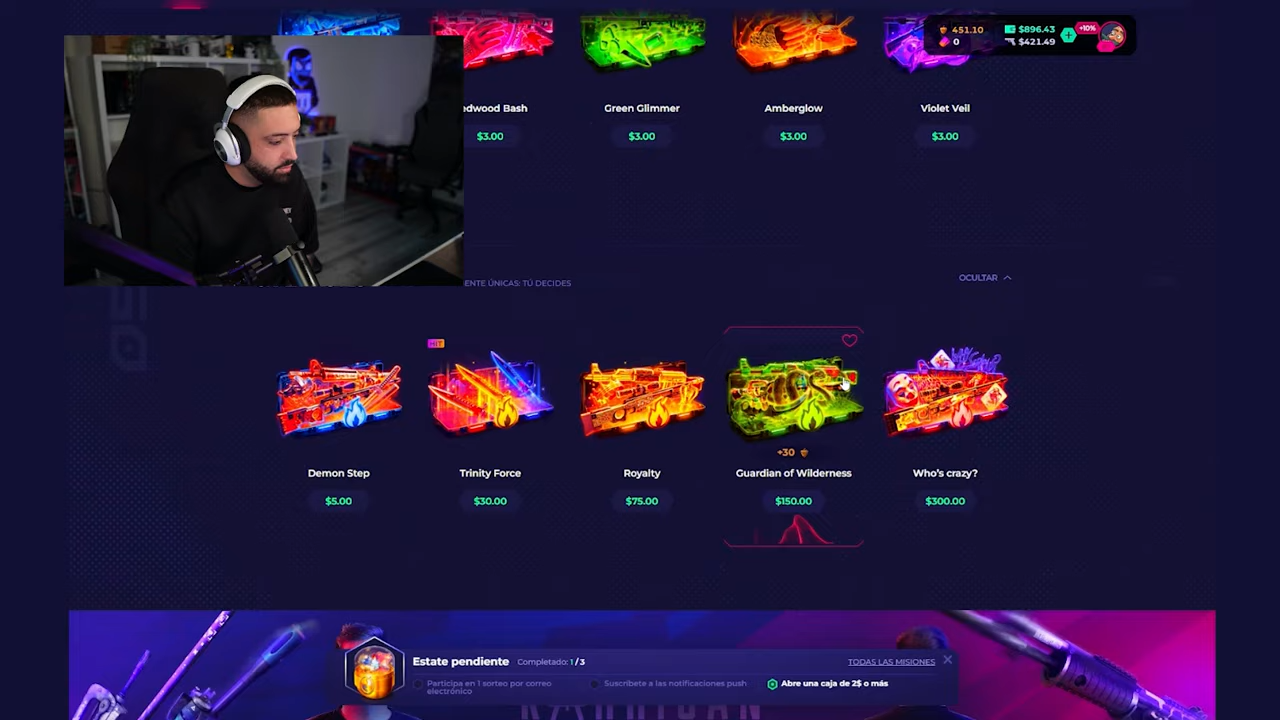 451.10
$896.43
+10%
0
$421.49
edwood Bash
Green Glimmer
Amberglow
Violet Veil
$3.00
$3.00
$3.00
$3.00
ENTE ÚNICAS: TÚ DECIDES
OCULTAR
HIT
+30
Demon Step
Trinity Force
Royalty
Guardian of Wilderness
Who's crazy?
$5.00
$30.00
$75.00
$150.00
$300.00
Estate pendiente
Completado: 1 / 3
TODAS LAS MISIONES
Participa en 1 sorteo por correo
electrónico
Suscríbete a las notificaciones push
Abre una caja de 2$ o más